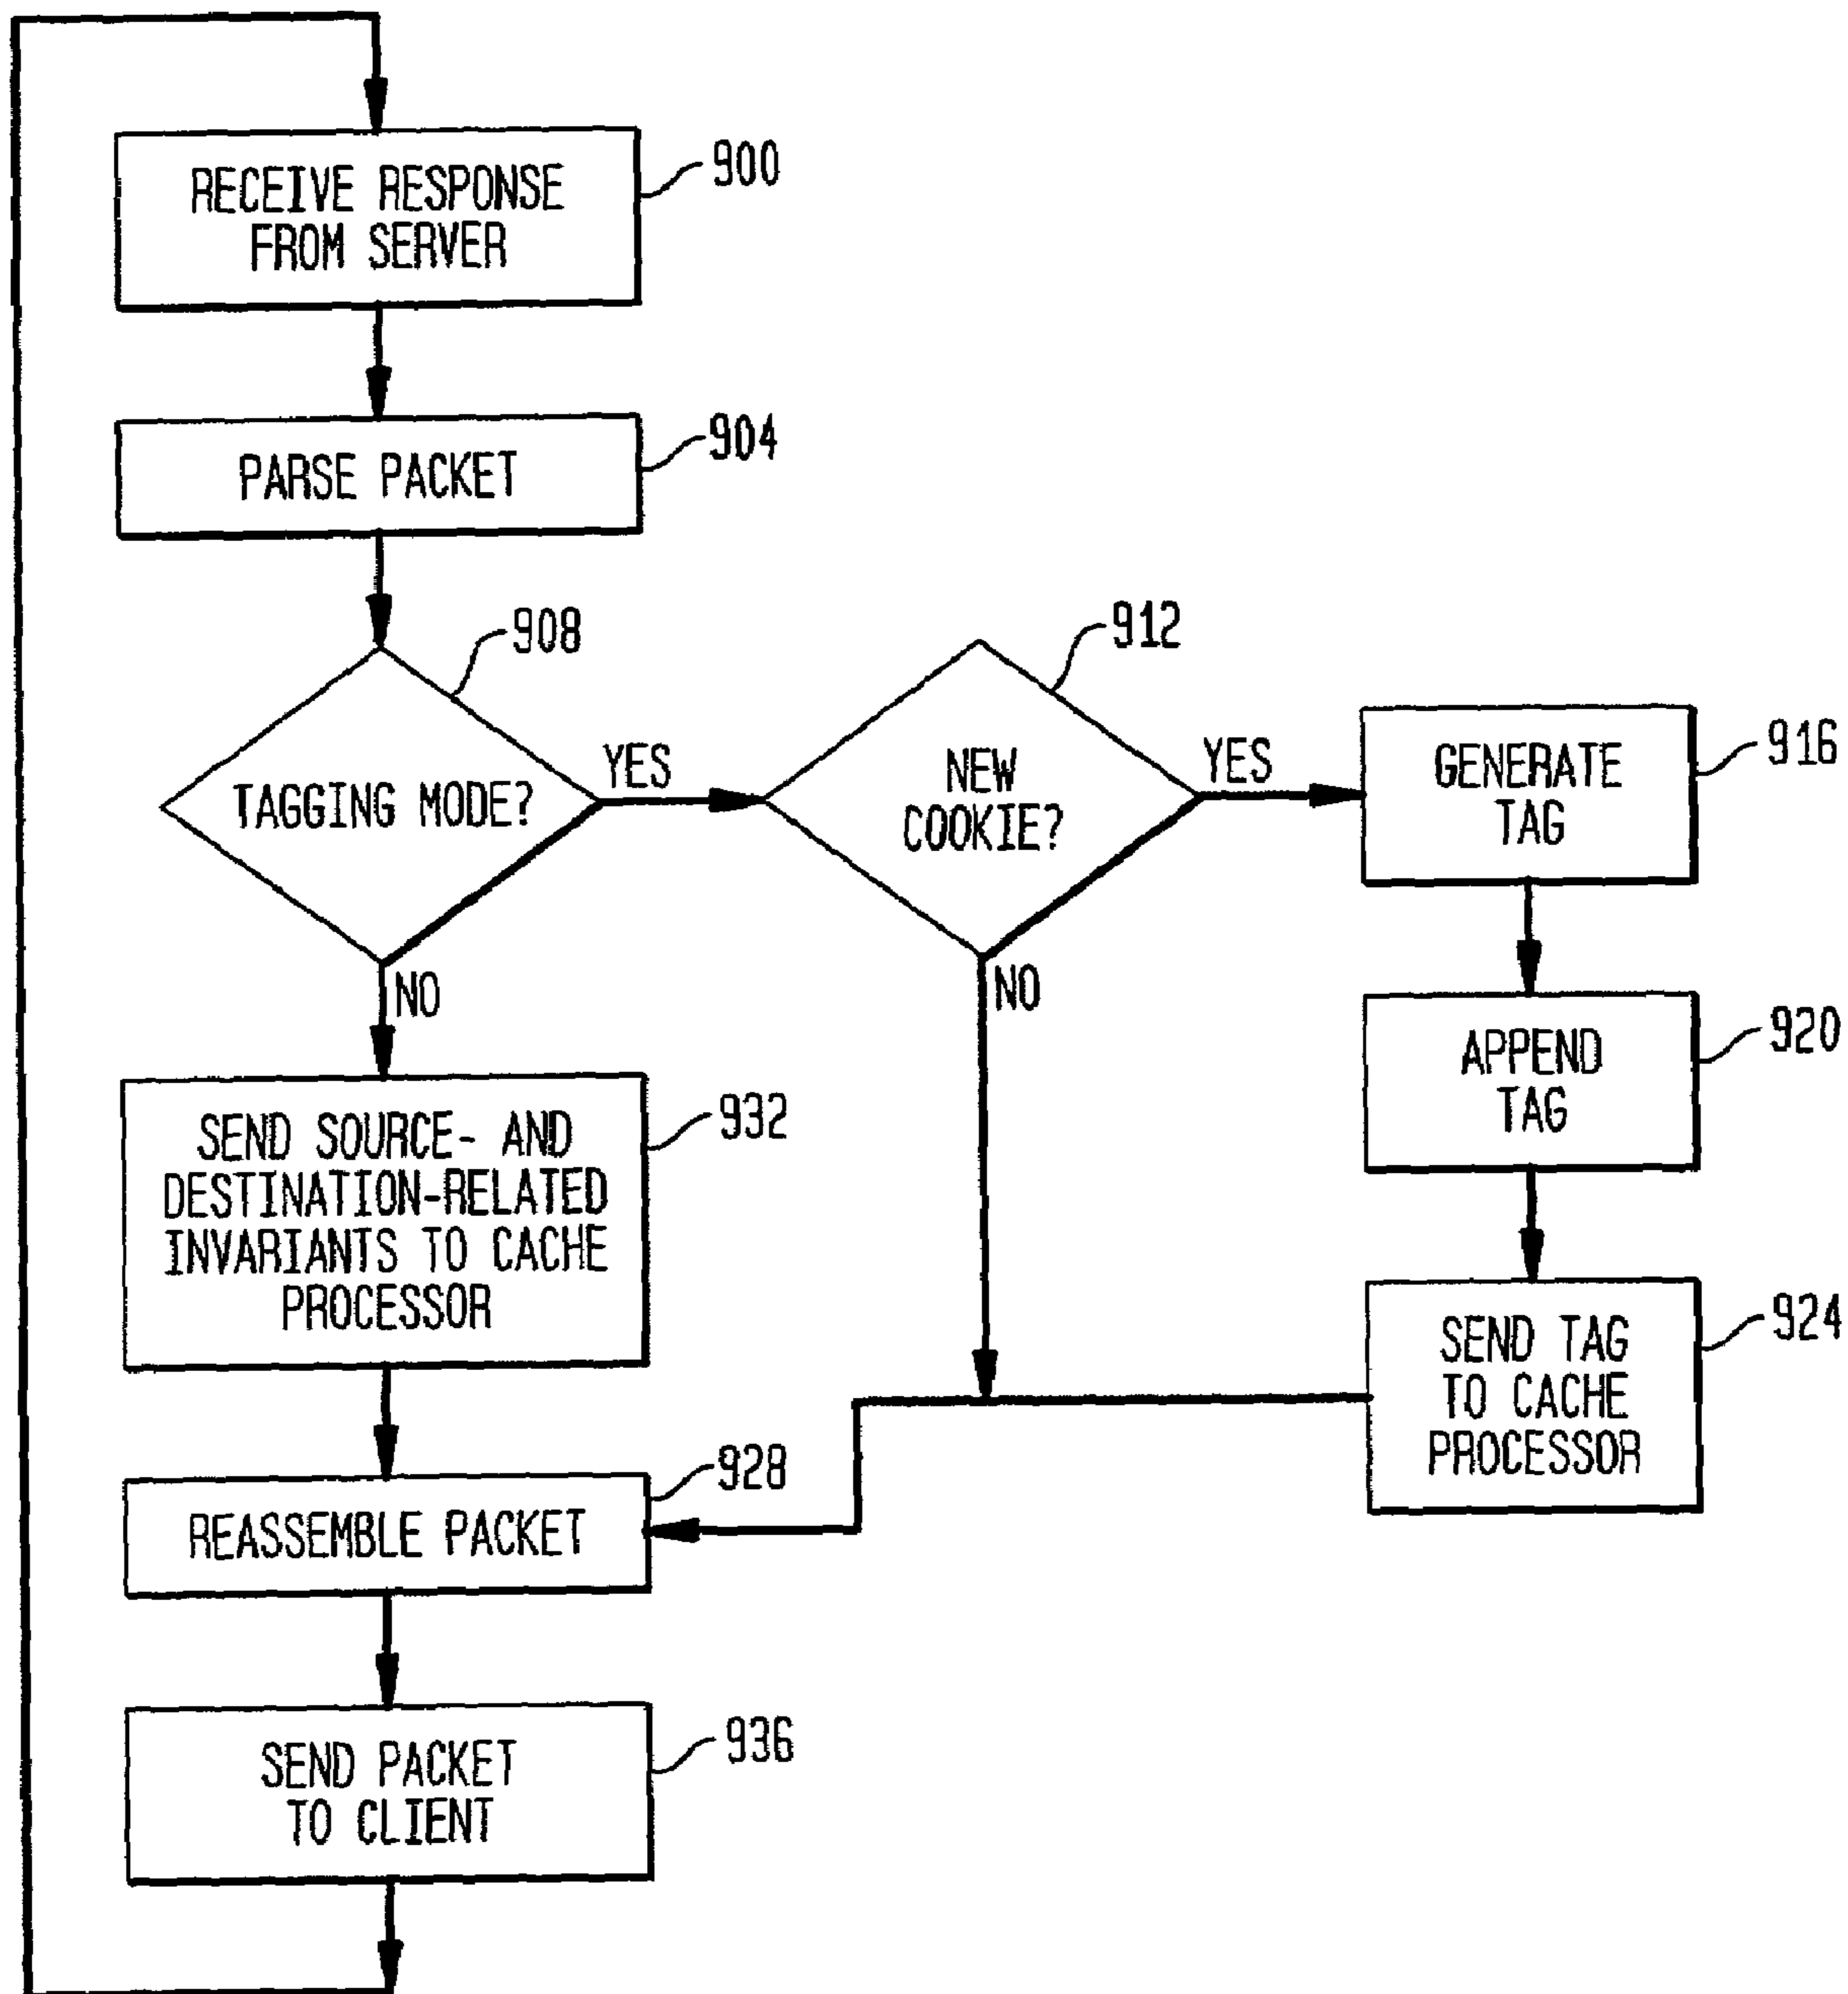 RECEIVE RESPONSE
FROM SERVER
900
PARSE PACKET
904
TAGGING MODE?
908
YES
NO
NEW
COOKIE?
912
YES
NO
GENERATE
TAG
916
APPEND
TAG
920
SEND TAG
TO CACHE
PROCESSOR
924
SEND SOURCE- AND
DESTINATION-RELATED
INVARIANTS TO CACHE
PROCESSOR
932
REASSEMBLE PACKET
928
SEND PACKET
TO CLIENT
936